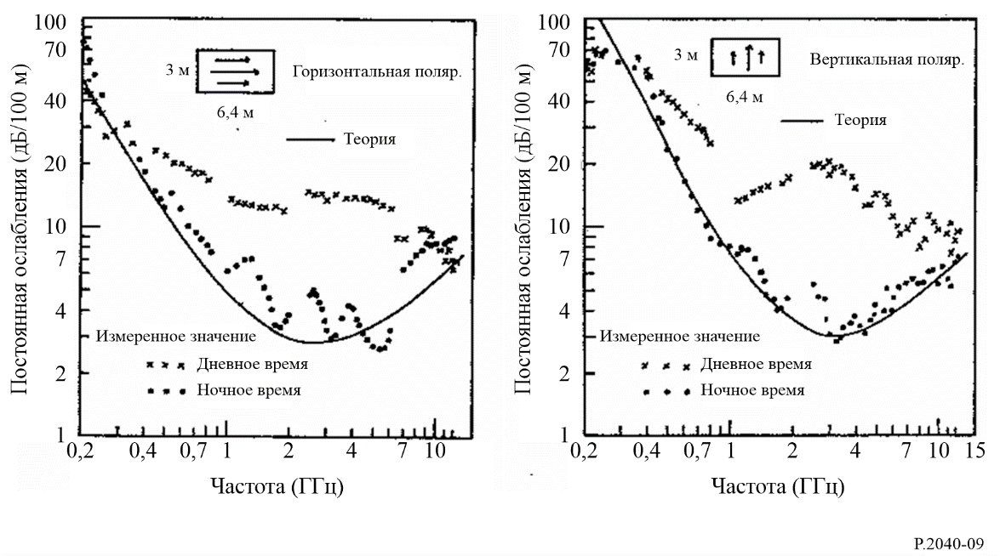 Постоянная ослабления (дБ/100 м)
100
70
40
20
10
7
4
2
1
3 м
6,4 м
Горизонтальная поляр.
Теория
Измеренное значение
Дневное время
Ночное время
0,2 0,4 0,7 1 2 4 7 10
Частота (ГГц)
Постоянная ослабления (дБ/100 м)
100
70
40
20
10
7
4
2
1
3 м
6,4 м
Вертикальная поляр.
Теория
Измеренное значение
Дневное время
Ночное время
0,2 0,4 0,7 1 2 4 7 10 15
Частота (ГГц)
P.2040-09